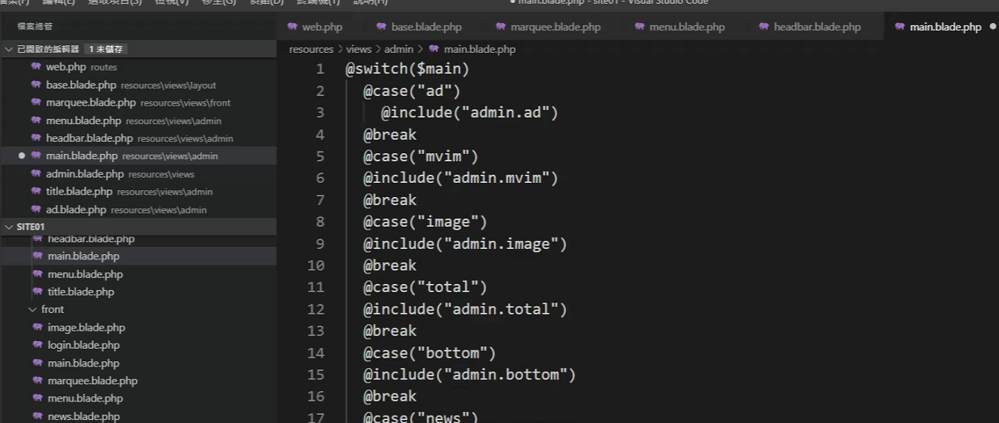 檔案(F) 編輯(E) 選取項目(S) 檢視(V) 移至(G) 偵錯(D) 終端機(T) 說明(H) ● main.blade.php - site01 - Visual Studio Code
檔案總管
web.php base.blade.php marquee.blade.php menu.blade.php headbar.blade.php main.blade.php
已開啟的編輯器 1 未儲存
web.php routes
base.blade.php resources\views\layout
marquee.blade.php resources\views\front
menu.blade.php resources\views\admin
headbar.blade.php resources\views\admin
main.blade.php resources\views\admin
admin.blade.php resources\views
title.blade.php resources\views\admin
ad.blade.php resources\views\admin
SITE01
headbar.blade.php
main.blade.php
menu.blade.php
title.blade.php
front
image.blade.php
login.blade.php
main.blade.php
marquee.blade.php
menu.blade.php
news.blade.php
resources > views > admin > main.blade.php
1 @switch($main)
2 @case("ad")
3 @include("admin.ad")
4 @break
5 @case("mvim")
6 @include("admin.mvim")
7 @break
8 @case("image")
9 @include("admin.image")
10 @break
11 @case("total")
12 @include("admin.total")
13 @break
14 @case("bottom")
15 @include("admin.bottom")
16 @break
17 @case("news")